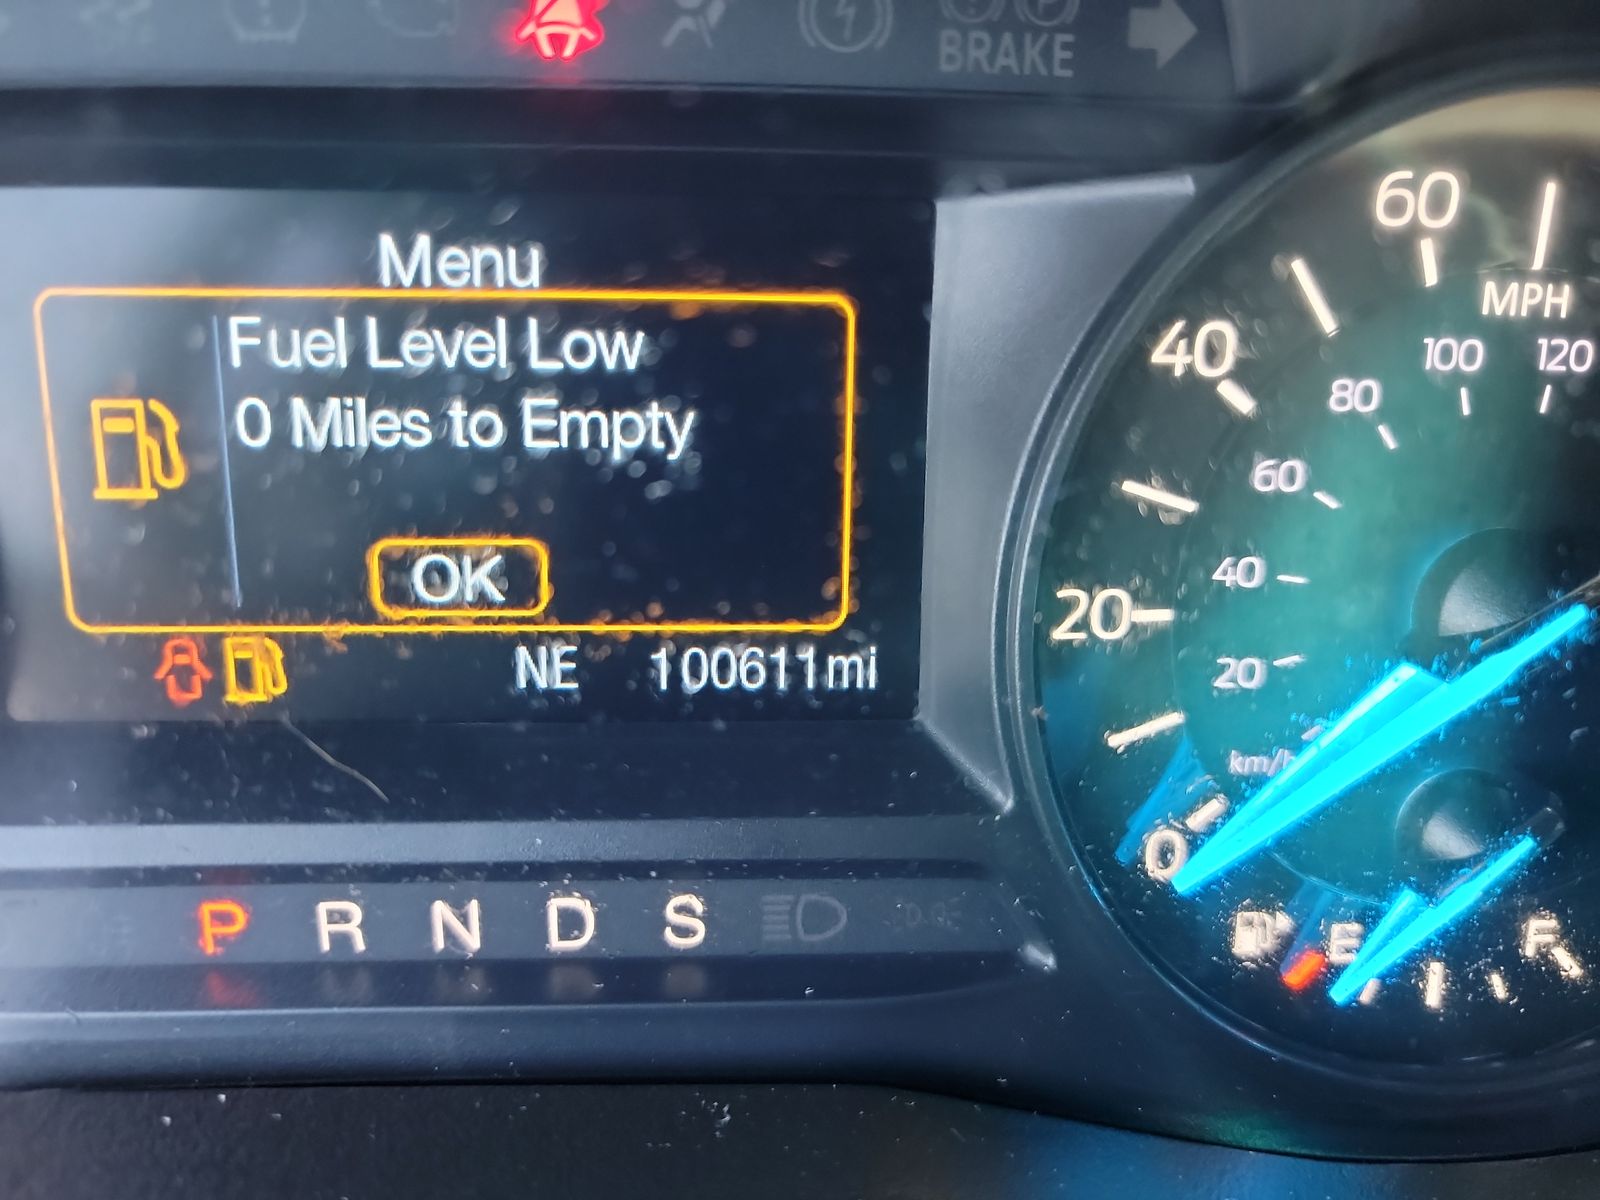 BRAKE
Menu
Fuel Level Low
0 Miles to Empty
OK
NE 100611mi
P R N D S
60
MPH
40
100 120
80
60
40
20
20
km/h
0
E F